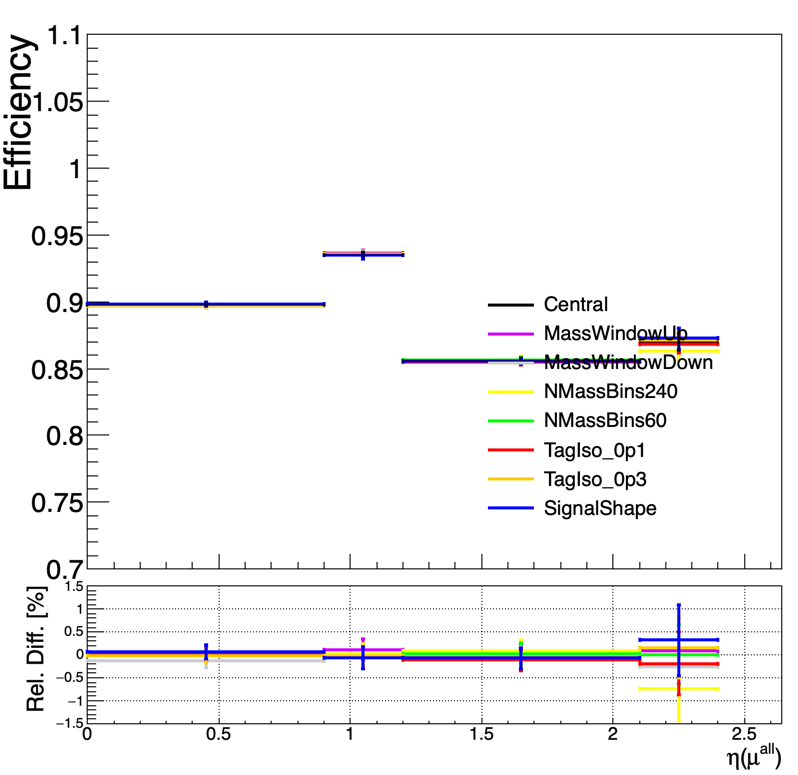 Efficiency
1.1
1.05
1
0.95
0.9
0.85
0.8
0.75
0.7
Central
MassWindowUp
MassWindowDown
NMassBins240
NMassBins60
TagIso_0p1
TagIso_0p3
SignalShape
Rel. Diff. [%]
1.5
1
0.5
0
−0.5
−1
−1.5
0 0.5 1 1.5 2 2.5
η(μ^all)